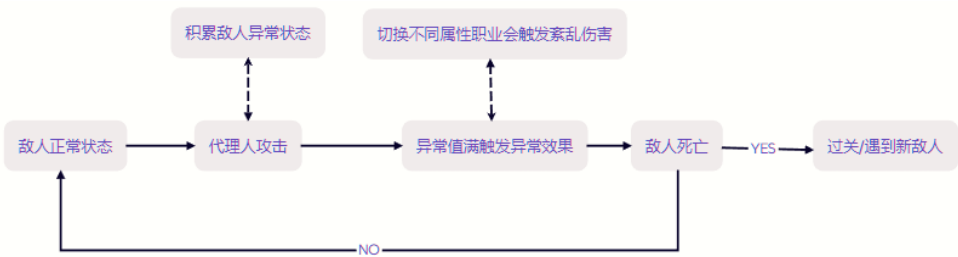 积累敌人异常状态
切换不同属性职业会触发紊乱伤害
敌人正常状态
代理人攻击
异常值满触发异常效果
敌人死亡
YES
过关/遇到新敌人
NO